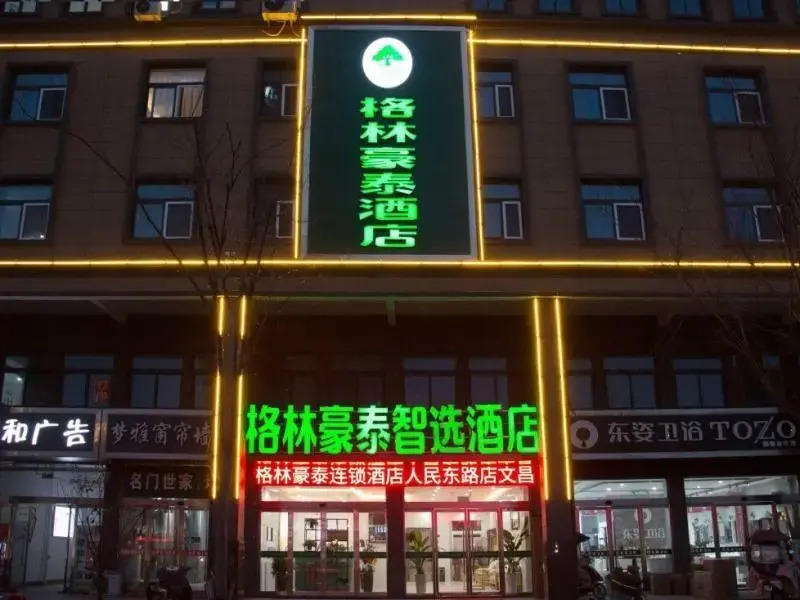 格林豪泰酒店
和广告
梦雅窗帘墙
名门世家
格林豪泰智选酒店
格林豪泰连锁酒店人民东路店文昌
东姿卫浴 TOZO